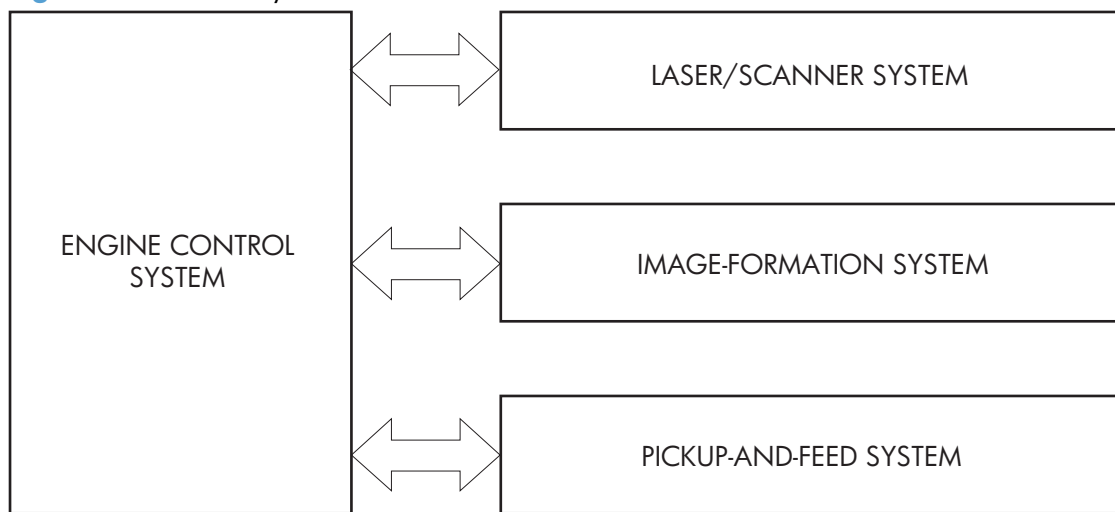 LASER/SCANNER SYSTEM
ENGINE CONTROL
SYSTEM
IMAGE-FORMATION SYSTEM
PICKUP-AND-FEED SYSTEM